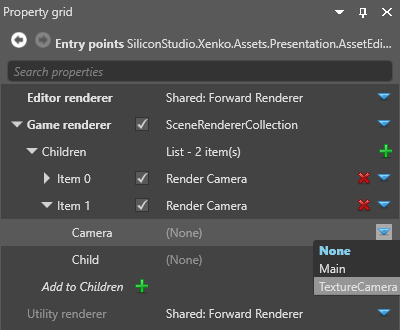 Property grid
Entry points SiliconStudio.Xenko.Assets.Presentation.AssetEdi...
Search properties
Editor renderer Shared: Forward Renderer
Game renderer SceneRendererCollection
Children List - 2 item(s)
Item 0 Render Camera
Item 1 Render Camera
Camera (None)
None
Child (None)
Main
Add to Children
TextureCamera
Utility renderer Shared: Forward Renderer